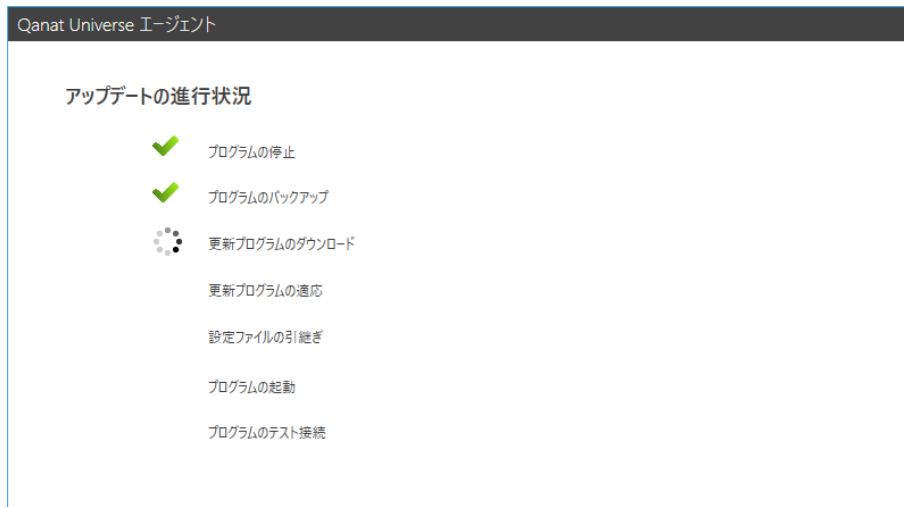 Qanat Universe エージェント
アップデートの進行状況
プログラムの停止
プログラムのバックアップ
更新プログラムのダウンロード
更新プログラムの適応
設定ファイルの引継ぎ
プログラムの起動
プログラムのテスト接続